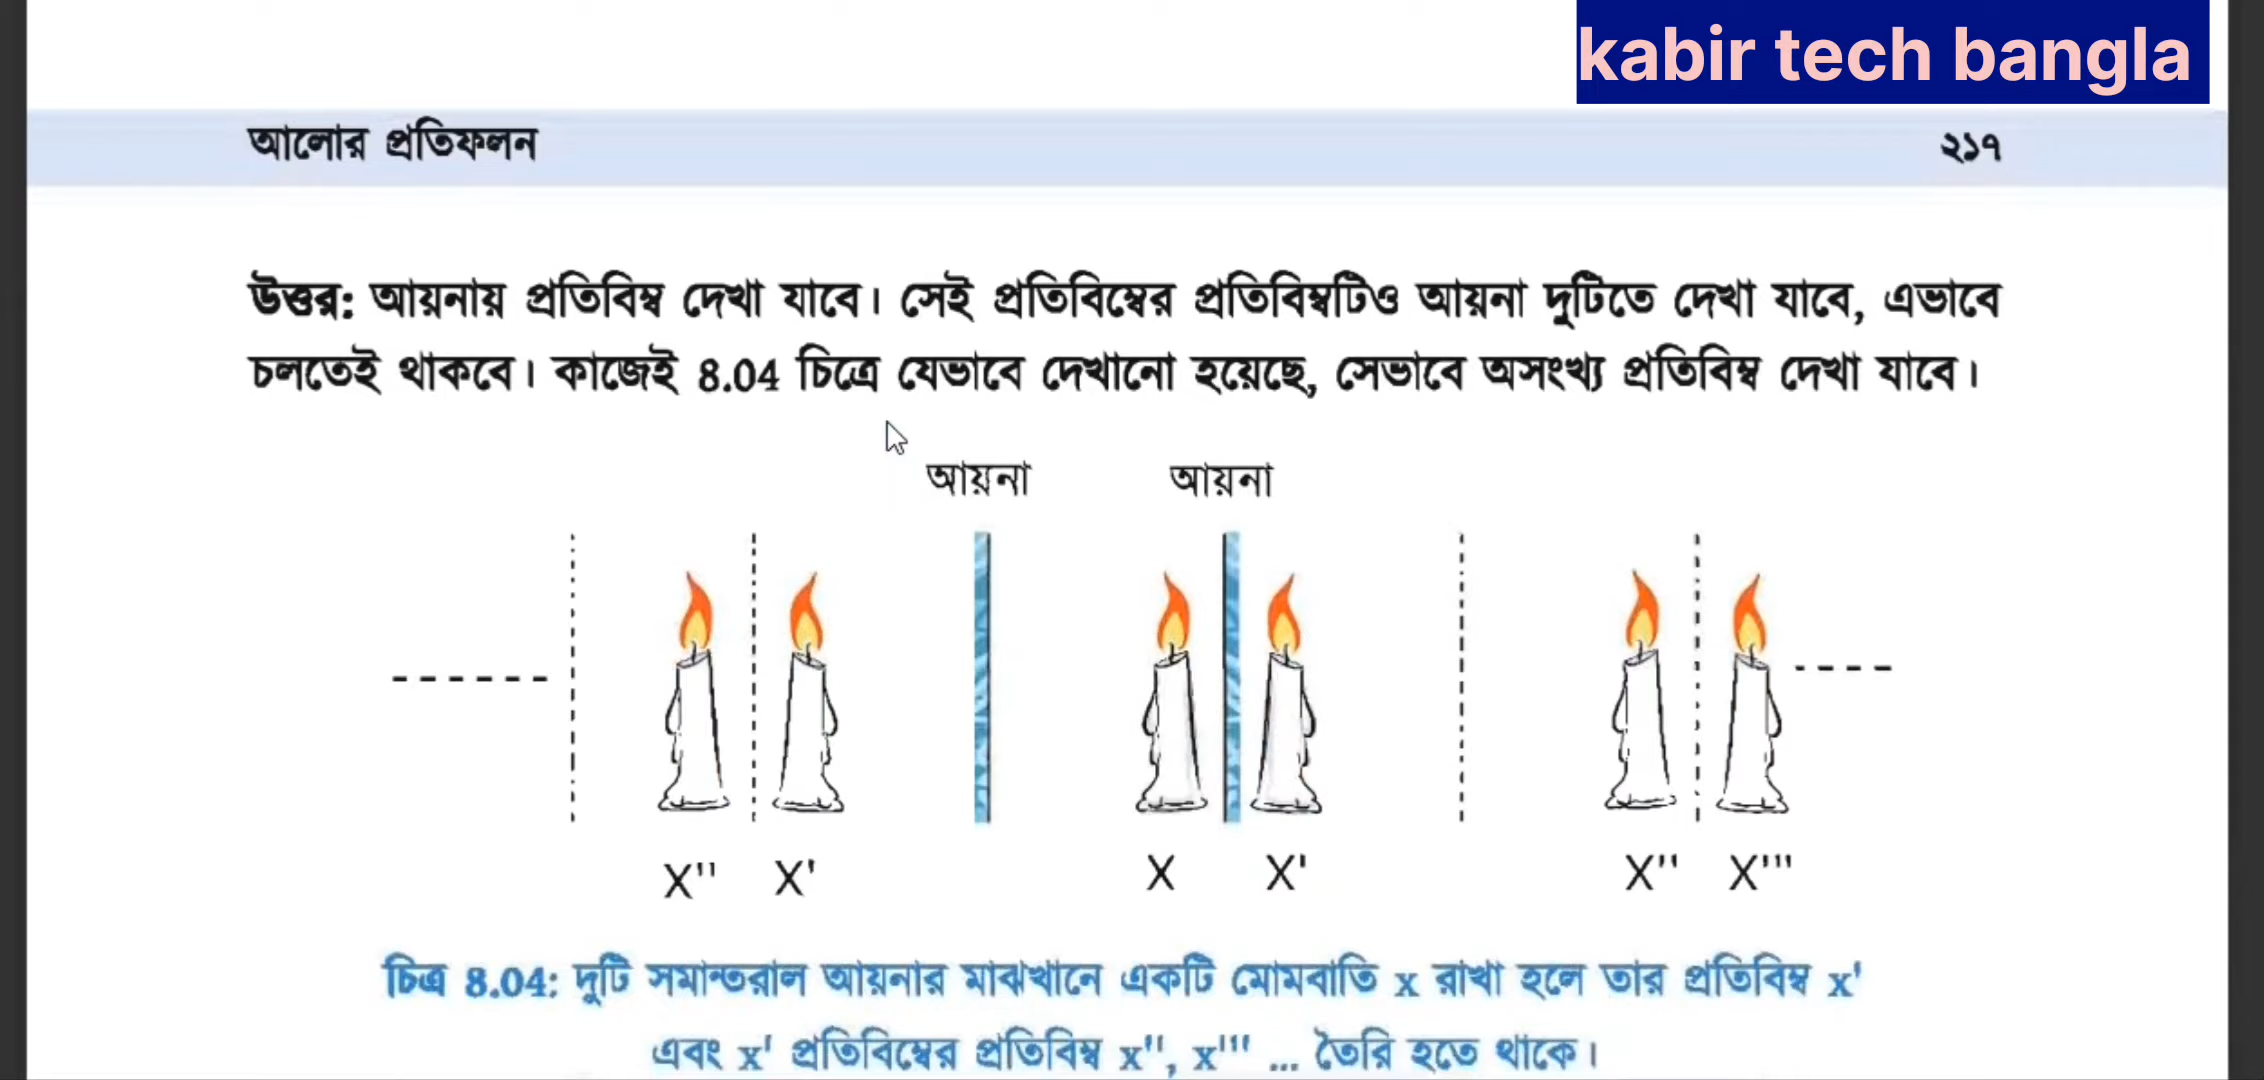 kabir tech bangla
আলোর প্রতিফলন ২১৭
উত্তর: আয়নায় প্রতিবিম্ব দেখা যাবে। সেই প্রতিবিম্বের প্রতিবিম্বটিও আয়না দুটিতে দেখা যাবে, এভাবে
চলতেই থাকবে। কাজেই 8.04 চিত্রে যেভাবে দেখানো হয়েছে, সেভাবে অসংখ্য প্রতিবিম্ব দেখা যাবে।
আয়না আয়না
X'' X' X X' X'' X'''
চিত্র 8.04: দুটি সমান্তরাল আয়নার মাঝখানে একটি মোমবাতি x রাখা হলে তার প্রতিবিম্ব x'
এবং x' প্রতিবিম্বের প্রতিবিম্ব x'', x''' ... তৈরি হতে থাকে।